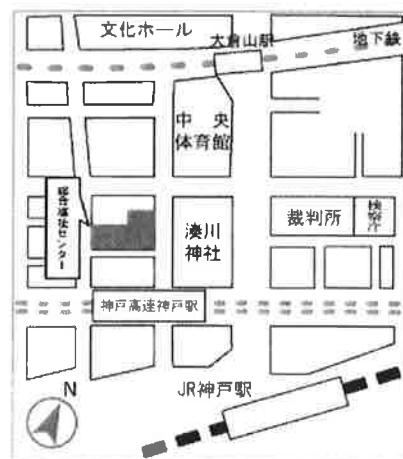 文化ホール
大倉山駅
地下線
中央
体育館
総合福祉センター
湊川
神社
裁判所
検察庁
神戸高速神戸駅
N
JR神戸駅